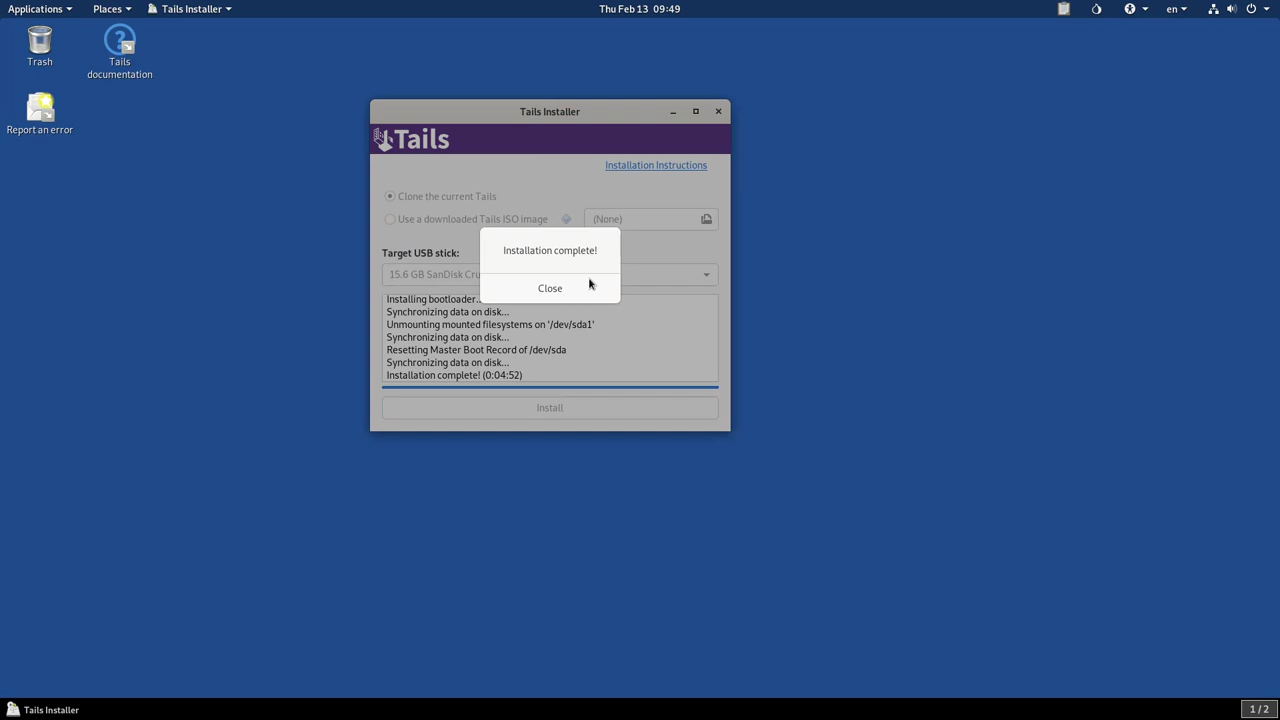 Applications
Places
Tails Installer
Thu Feb 13 09:49
en
Trash
Tails
documentation
Report an error
Tails Installer
Tails
Installation Instructions
Clone the current Tails
Use a downloaded Tails ISO image
(None)
Target USB stick:
15.6 GB SanDisk
Installation complete!
Close
Installing bootloader...
Synchronizing data on disk...
Unmounting mounted filesystems on '/dev/sda1'
Synchronizing data on disk...
Resetting Master Boot Record of /dev/sda
Synchronizing data on disk...
Installation complete! (0:04:52)
Install
Tails Installer
1 / 2